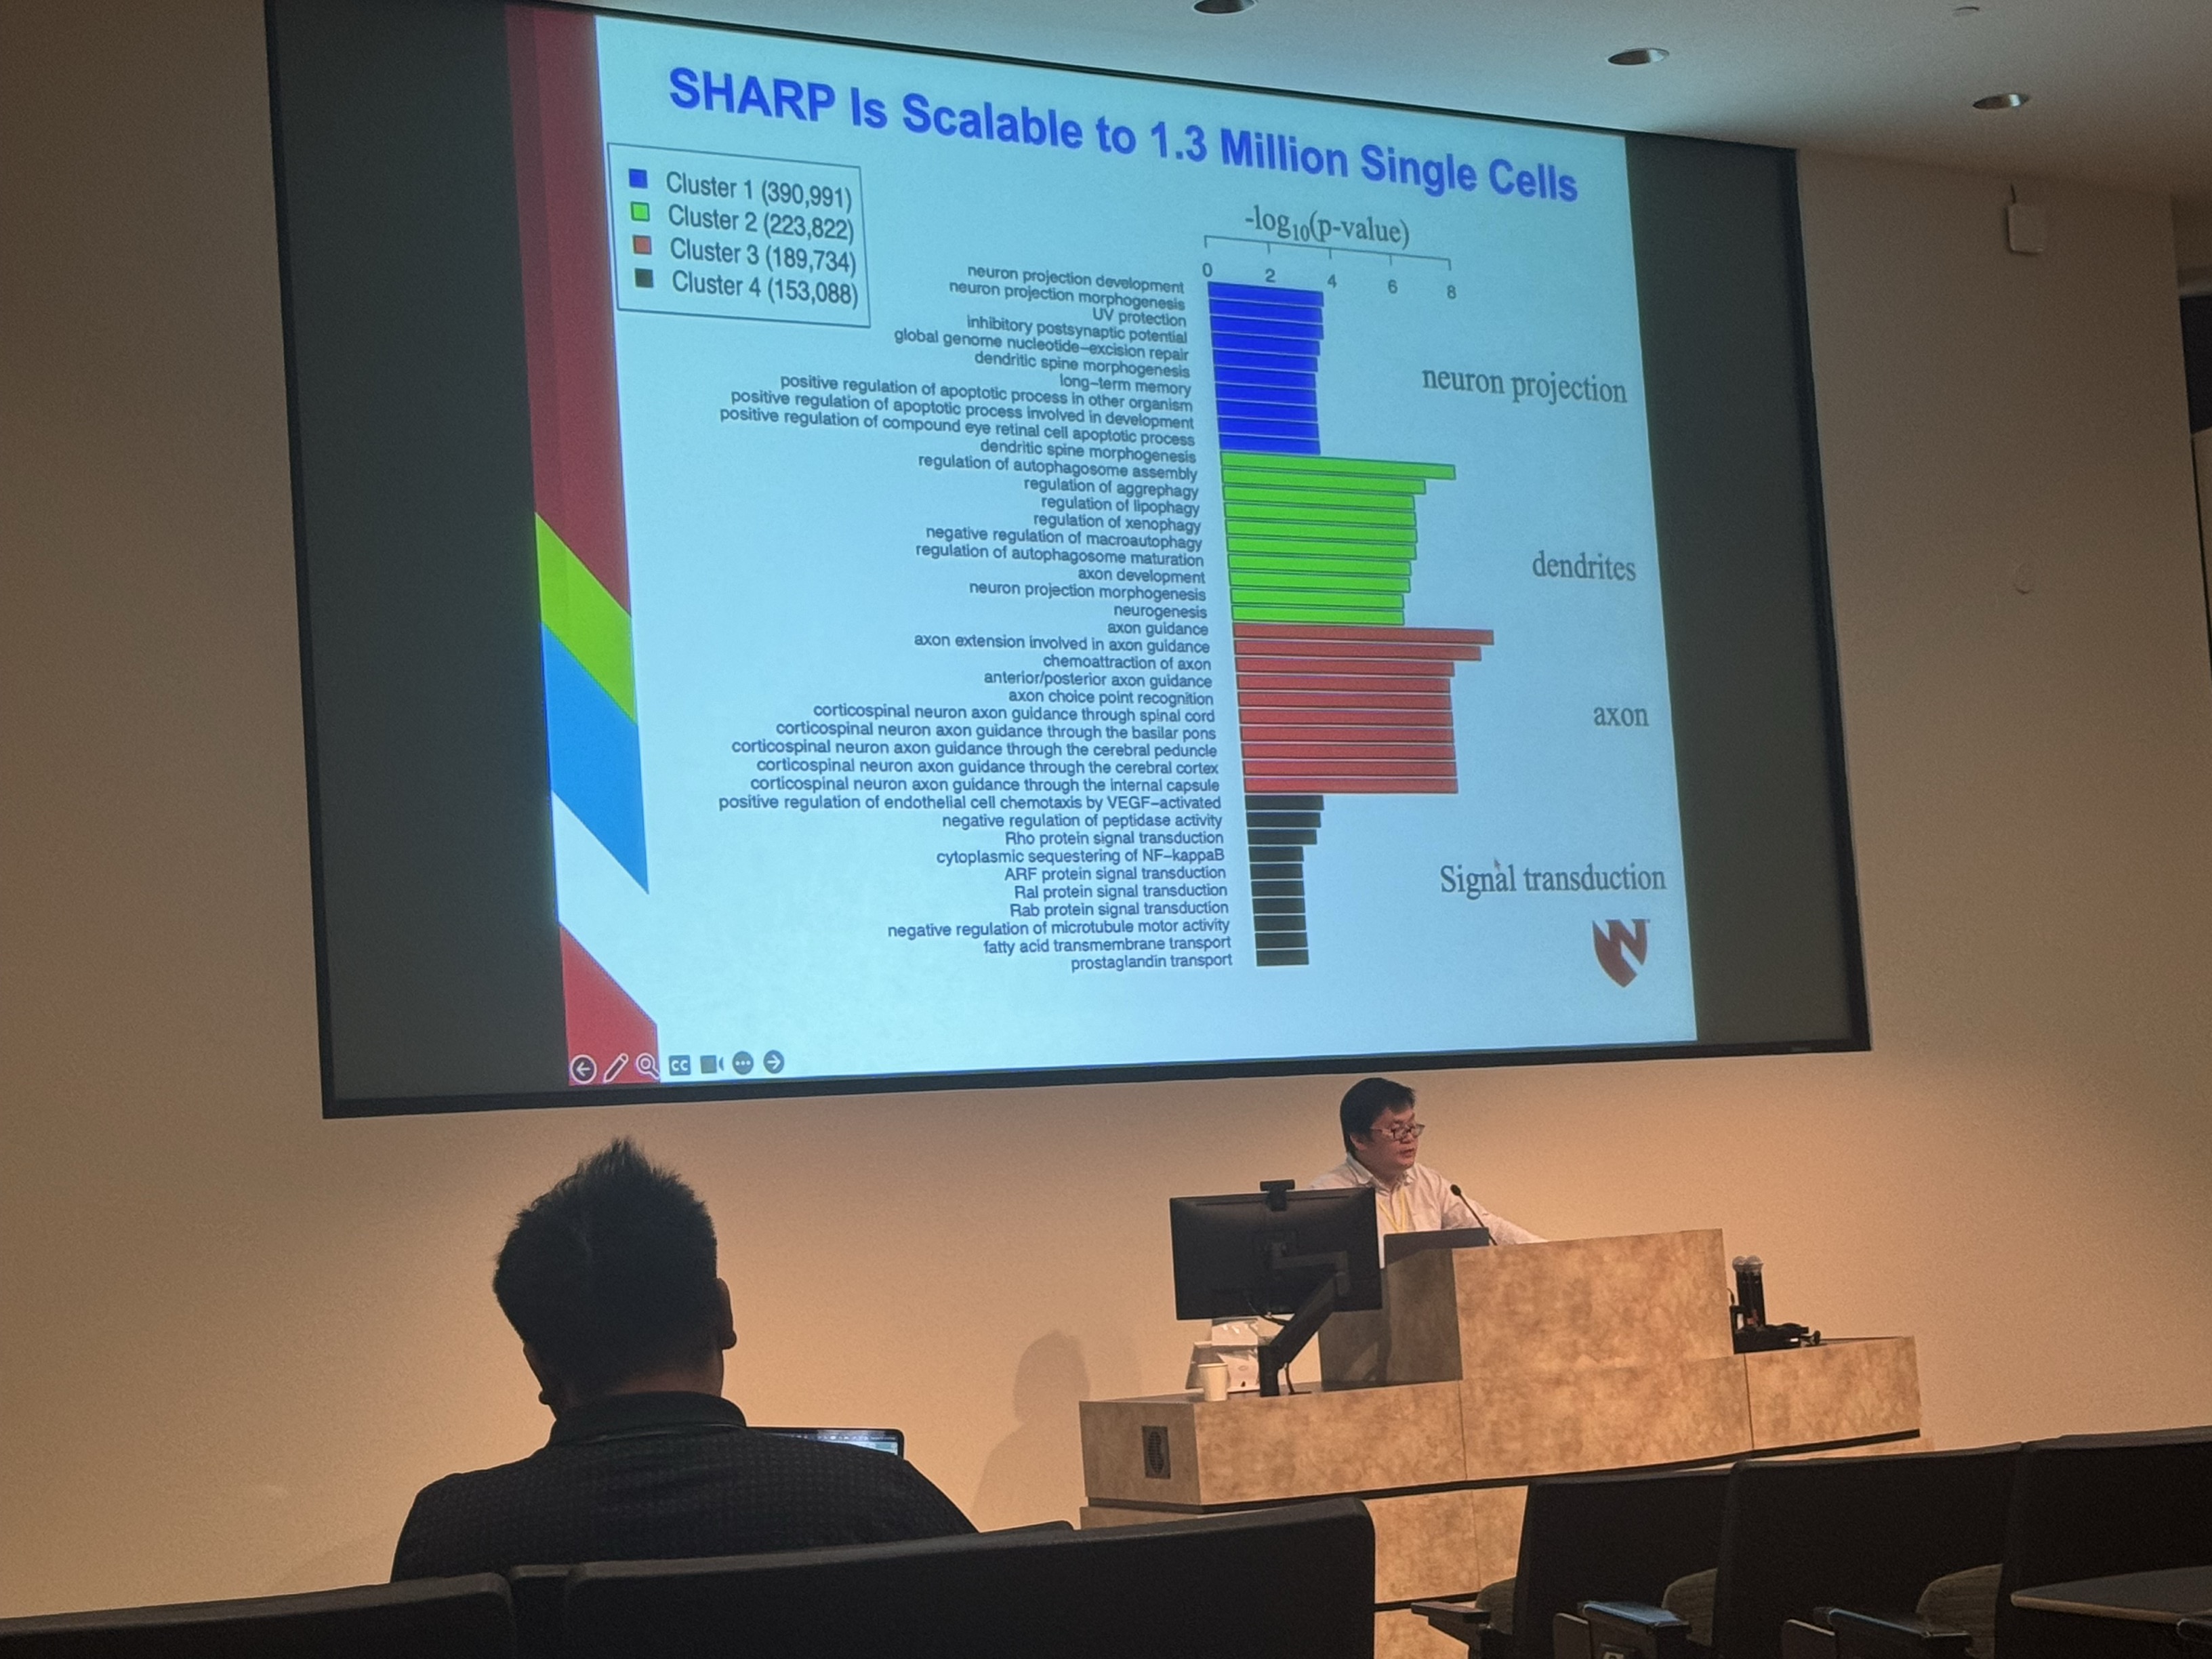 SHARP Is Scalable to 1.3 Million Single Cells
Cluster 1 (390,991)
Cluster 2 (223,822)
Cluster 3 (189,734)
Cluster 4 (153,088)
-log10(p-value)
0 2 4 6 8
neuron projection development
neuron projection morphogenesis
UV protection
inhibitory postsynaptic potential
global genome nucleotide–excision repair
dendritic spine morphogenesis
long–term memory
positive regulation of apoptotic process in other organism
positive regulation of apoptotic process involved in development
positive regulation of compound eye retinal cell apoptotic process
neuron projection
dendritic spine morphogenesis
regulation of autophagosome assembly
regulation of aggrephagy
regulation of lipophagy
regulation of xenophagy
negative regulation of macroautophagy
regulation of autophagosome maturation
axon development
neuron projection morphogenesis
neurogenesis
dendrites
axon guidance
axon extension involved in axon guidance
chemoattraction of axon
anterior/posterior axon guidance
axon choice point recognition
corticospinal neuron axon guidance through spinal cord
corticospinal neuron axon guidance through the basilar pons
corticospinal neuron axon guidance through the cerebral peduncle
corticospinal neuron axon guidance through the cerebral cortex
corticospinal neuron axon guidance through the internal capsule
axon
positive regulation of endothelial cell chemotaxis by VEGF–activated
negative regulation of peptidase activity
Rho protein signal transduction
cytoplasmic sequestering of NF–kappaB
ARF protein signal transduction
Ral protein signal transduction
Rab protein signal transduction
negative regulation of microtubule motor activity
fatty acid transmembrane transport
prostaglandin transport
Signal transduction
N
CC